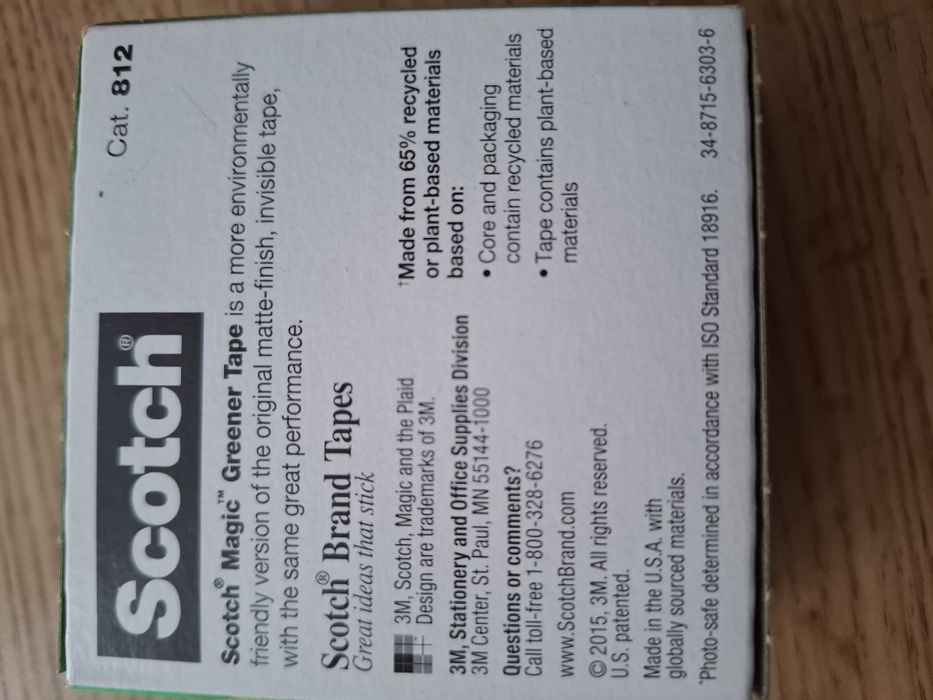 Scotch®
Cat. 812
Scotch® Magic™ Greener Tape is a more environmentally
friendly version of the original matte-finish, invisible tape,
with the same great performance.
Scotch® Brand Tapes
Great ideas that stick
3M, Scotch, Magic and the Plaid
Design are trademarks of 3M.
3M, Stationery and Office Supplies Division
3M Center, St. Paul, MN 55144-1000
Questions or comments?
Call toll-free 1-800-328-6276
www.ScotchBrand.com
© 2015, 3M. All rights reserved.
U.S. patented.
Made in the U.S.A. with
globally sourced materials.
†Made from 65% recycled
or plant-based materials
based on:
• Core and packaging
contain recycled materials
• Tape contains plant-based
materials
*Photo-safe determined in accordance with ISO Standard 18916.
34-8715-6303-6